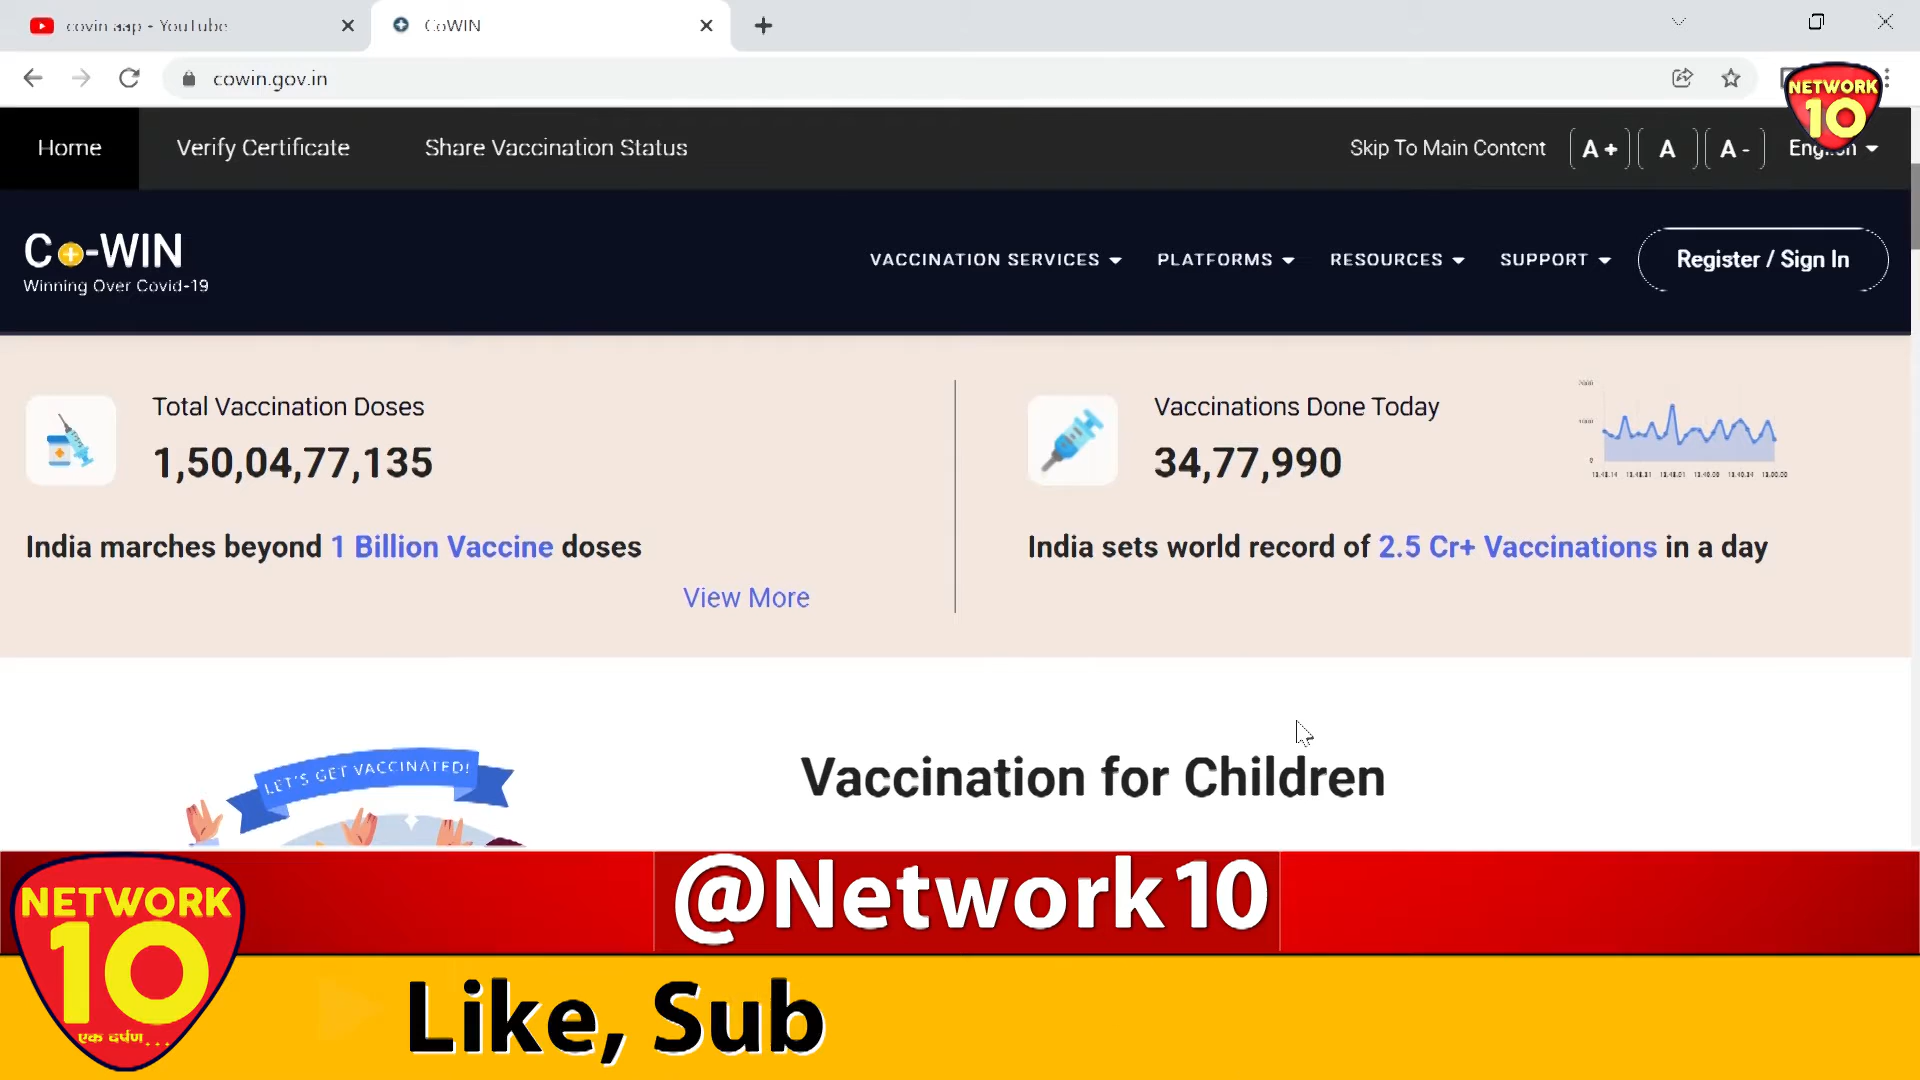 covin aap - YouTube
CoWIN
cowin.gov.in
NETWORK
10
Home
Verify Certificate
Share Vaccination Status
Skip To Main Content
A +
A
A -
English
Co-WIN
Winning Over Covid-19
VACCINATION SERVICES
PLATFORMS
RESOURCES
SUPPORT
Register / Sign In
Total Vaccination Doses
1,50,04,77,135
India marches beyond 1 Billion Vaccine doses
View More
Vaccinations Done Today
34,77,990
India sets world record of 2.5 Cr+ Vaccinations in a day
LET'S GET VACCINATED!
Vaccination for Children
@Network10
NETWORK
10
एक दर्पण...
Like, Sub